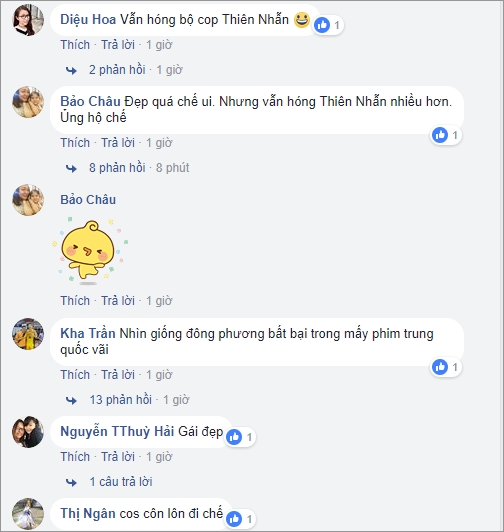 Diệu Hoa Vẫn hóng bộ cop Thiên Nhẫn
1
Thích · Trả lời · 1 giờ
2 phản hồi · 1 giờ
Bảo Châu Đẹp quá chế ui. Nhưng vẫn hóng Thiên Nhẫn nhiều hơn.
Ủng hộ chế
1
Thích · Trả lời · 1 giờ
8 phản hồi · 8 phút
Bảo Châu
Thích · Trả lời · 1 giờ
Kha Trần Nhìn giống đông phương bất bại trong mấy phim trung
quốc vãi
1
Thích · Trả lời · 1 giờ
13 phản hồi · 1 giờ
Nguyễn TThuỳ Hải Gái đẹp
1
Thích · Trả lời · 1 giờ
1 câu trả lời
Thị Ngân cos côn lôn đi chế
1